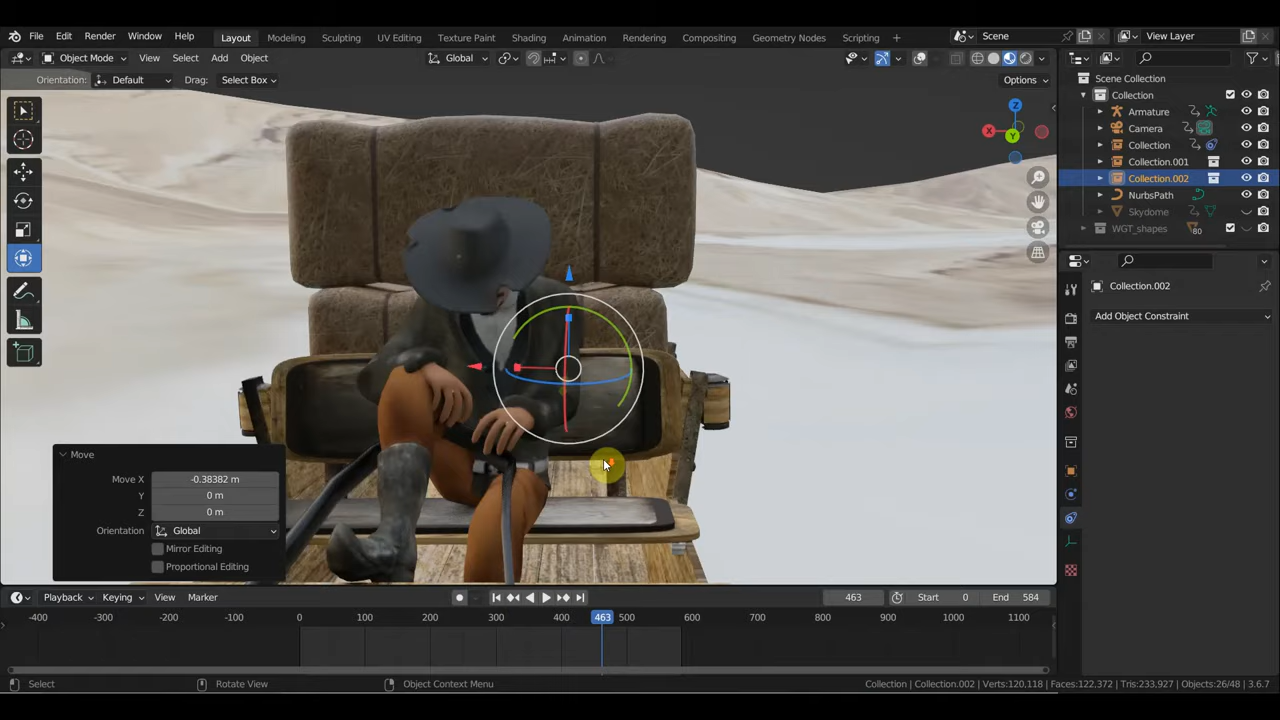 File Edit Render Window Help Layout Modeling Sculpting UV Editing Texture Paint Shading Animation Rendering Compositing Geometry Nodes Scripting + Scene View Layer
Object Mode View Select Add Object Global Options
Orientation: Default Drag: Select Box
Scene Collection
Collection
Armature
Camera
Collection
Collection.001
Collection.002
NurbsPath
Skydome
WGT_shapes 80
Z
X
Y
Collection.002
Add Object Constraint
Move
Move X -0.38382 m
Y 0 m
Z 0 m
Orientation Global
Mirror Editing
Proportional Editing
Playback Keying View Marker 463 Start 0 End 584
-400 -300 -200 -100 0 100 200 300 400 463 500 600 700 800 900 1000 1100
Select Rotate View Object Context Menu Collection | Collection.002 | Verts:120,118 | Faces:122,372 | Tris:233,927 | Objects:26/48 | 3.6.7